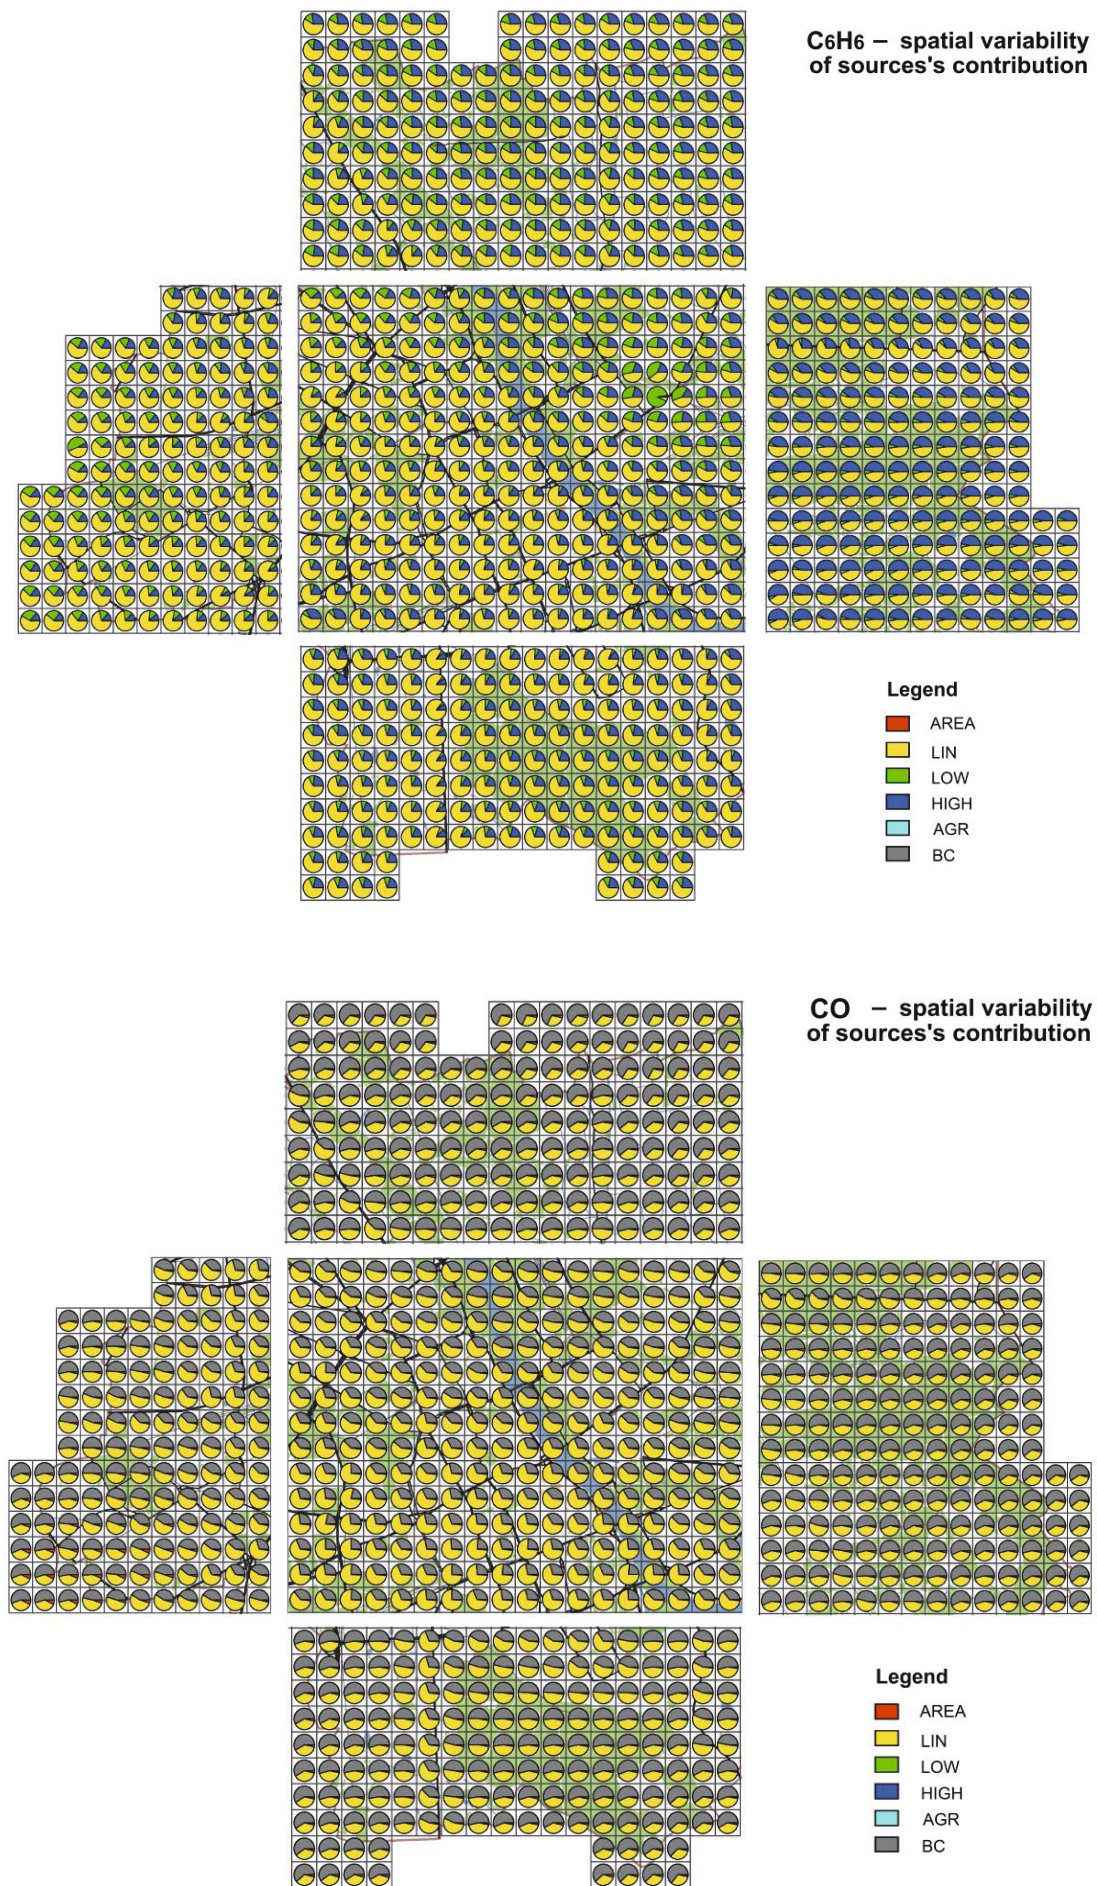 C6H6 – spatial variability
of sources's contribution
Legend
AREA
LIN
LOW
HIGH
AGR
BC
CO – spatial variability
of sources's contribution
Legend
AREA
LIN
LOW
HIGH
AGR
BC